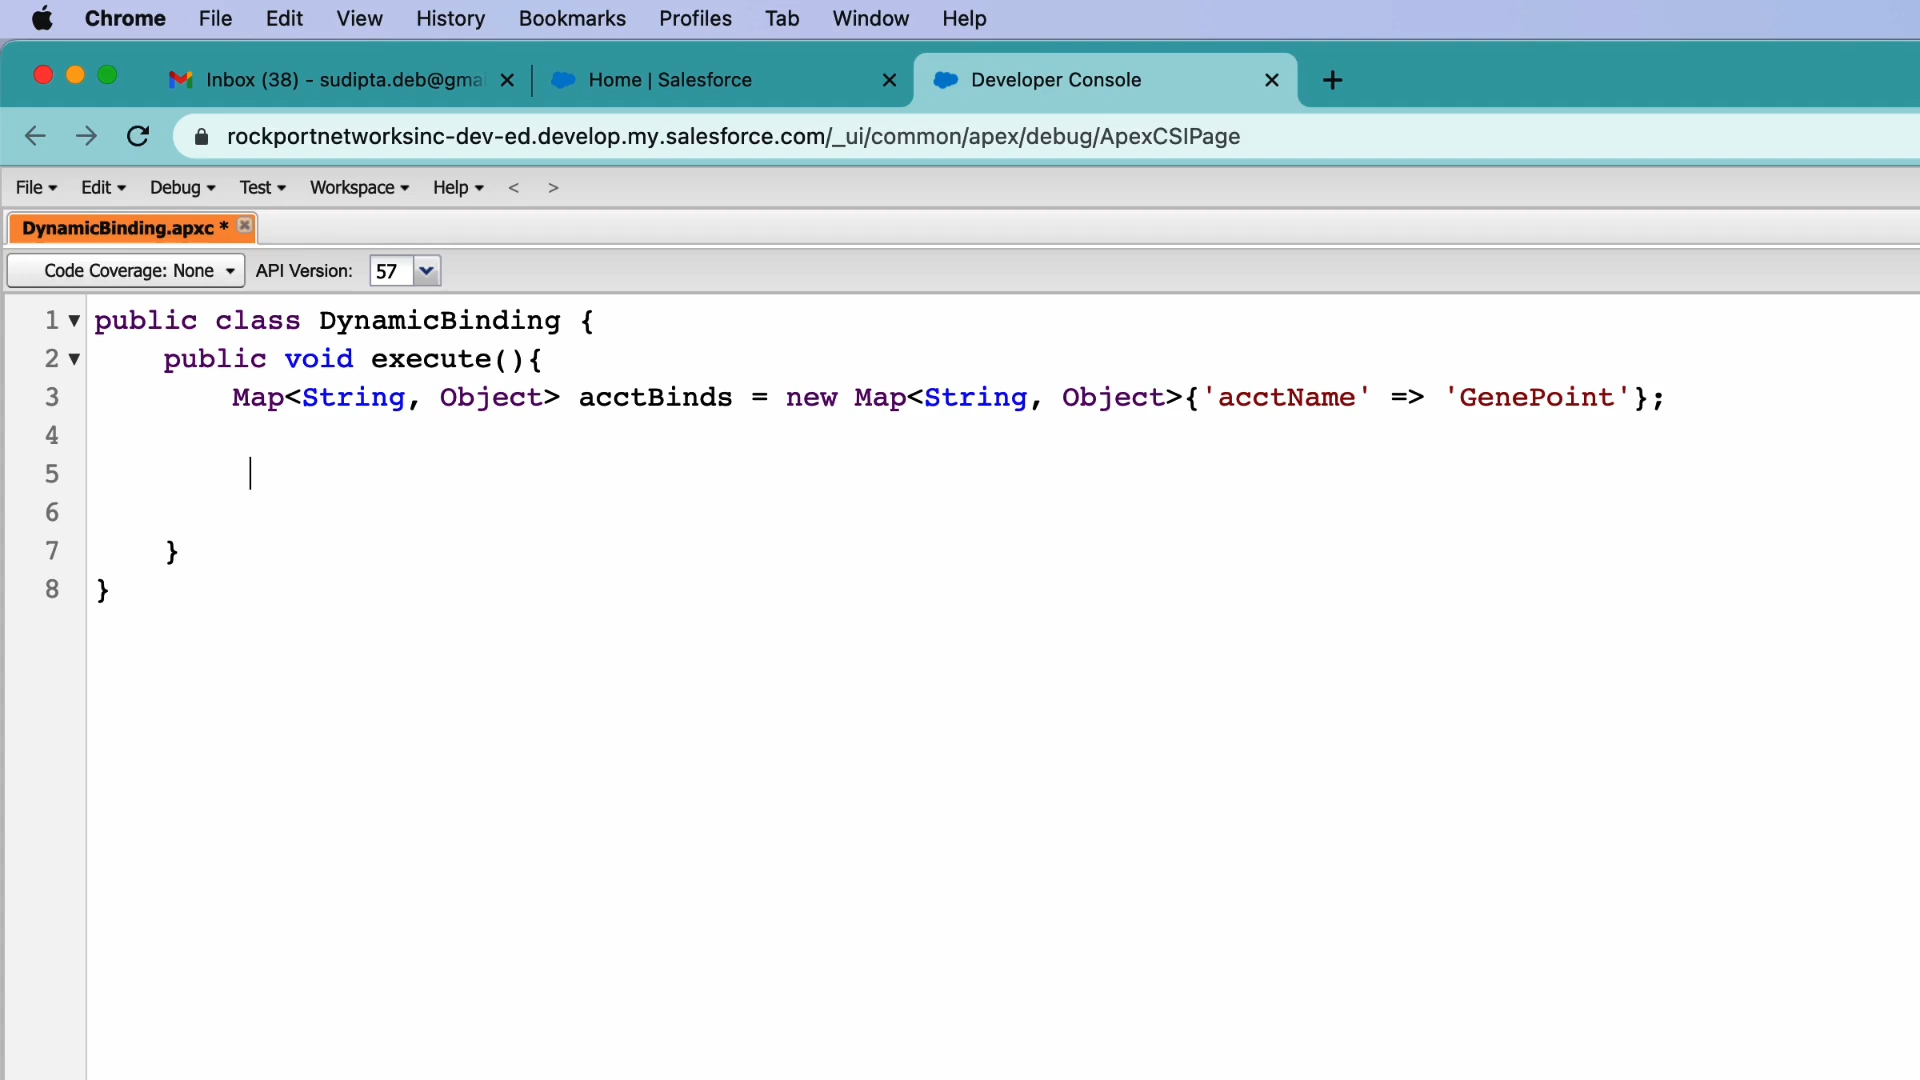 Chrome File Edit View History Bookmarks Profiles Tab Window Help
Inbox (38) - sudipta.deb@gmai Home | Salesforce Developer Console
rockportnetworksinc-dev-ed.develop.my.salesforce.com/_ui/common/apex/debug/ApexCSIPage
File Edit Debug Test Workspace Help < >
DynamicBinding.apxc *
Code Coverage: None API Version: 57
1 public class DynamicBinding {
2 public void execute(){
3 Map<String, Object> acctBinds = new Map<String, Object>{'acctName' => 'GenePoint'};
4
5
6
7 }
8 }